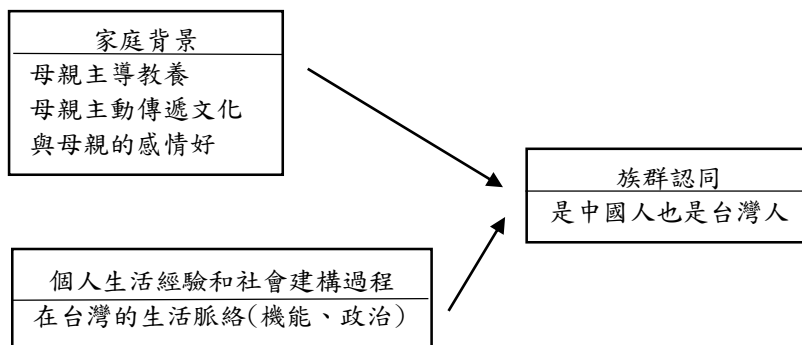 家庭背景
母親主導教養
母親主動傳遞文化
與母親的感情好
族群認同
是中國人也是台灣人
個人生活經驗和社會建構過程
在台灣的生活脈絡(機能、政治)